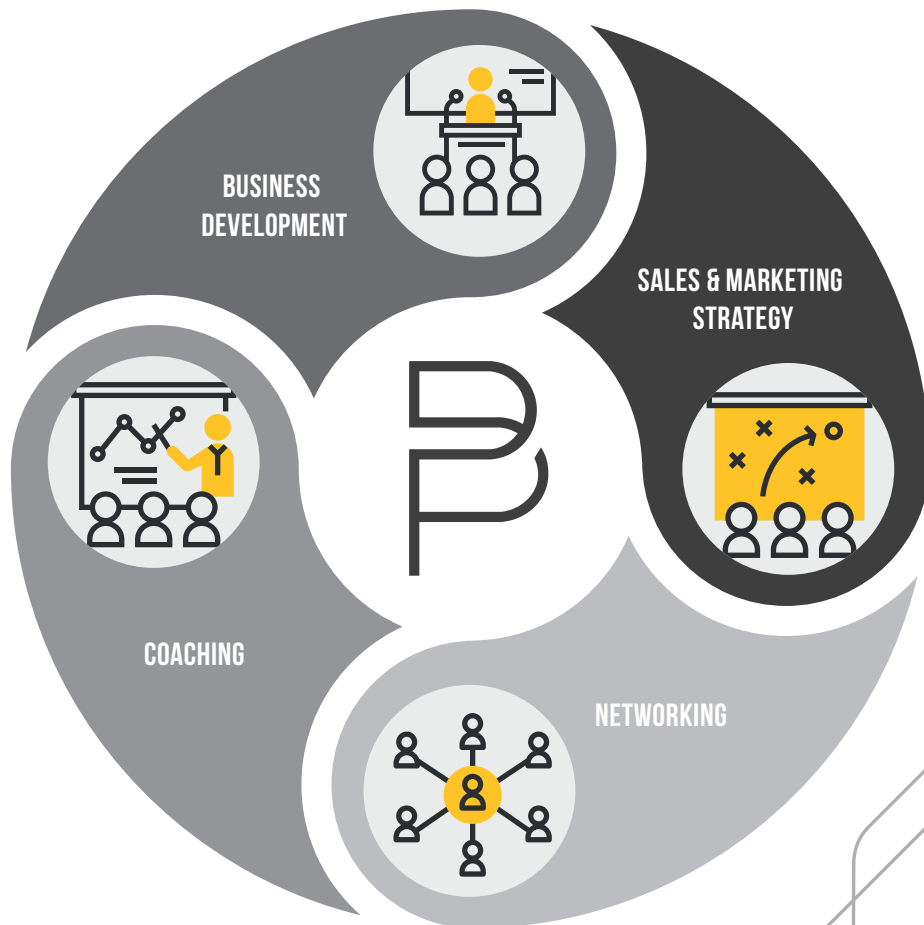 BUSINESS
DEVELOPMENT
SALES & MARKETING
STRATEGY
COACHING
NETWORKING